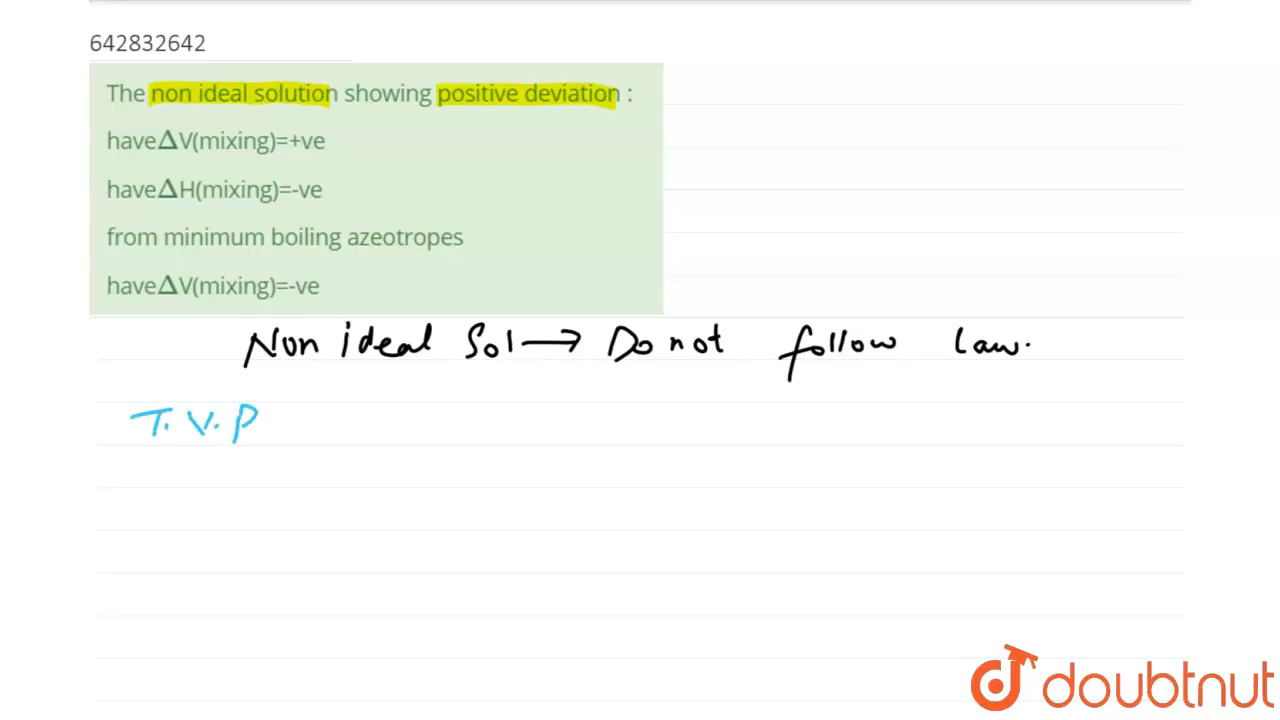 642832642
The non ideal solution showing positive deviation :
haveΔV(mixing)=+ve
haveΔH(mixing)=-ve
from minimum boiling azeotropes
haveΔV(mixing)=-ve
Non ideal Sol → Do not follow law.
T. V. P
doubtnut